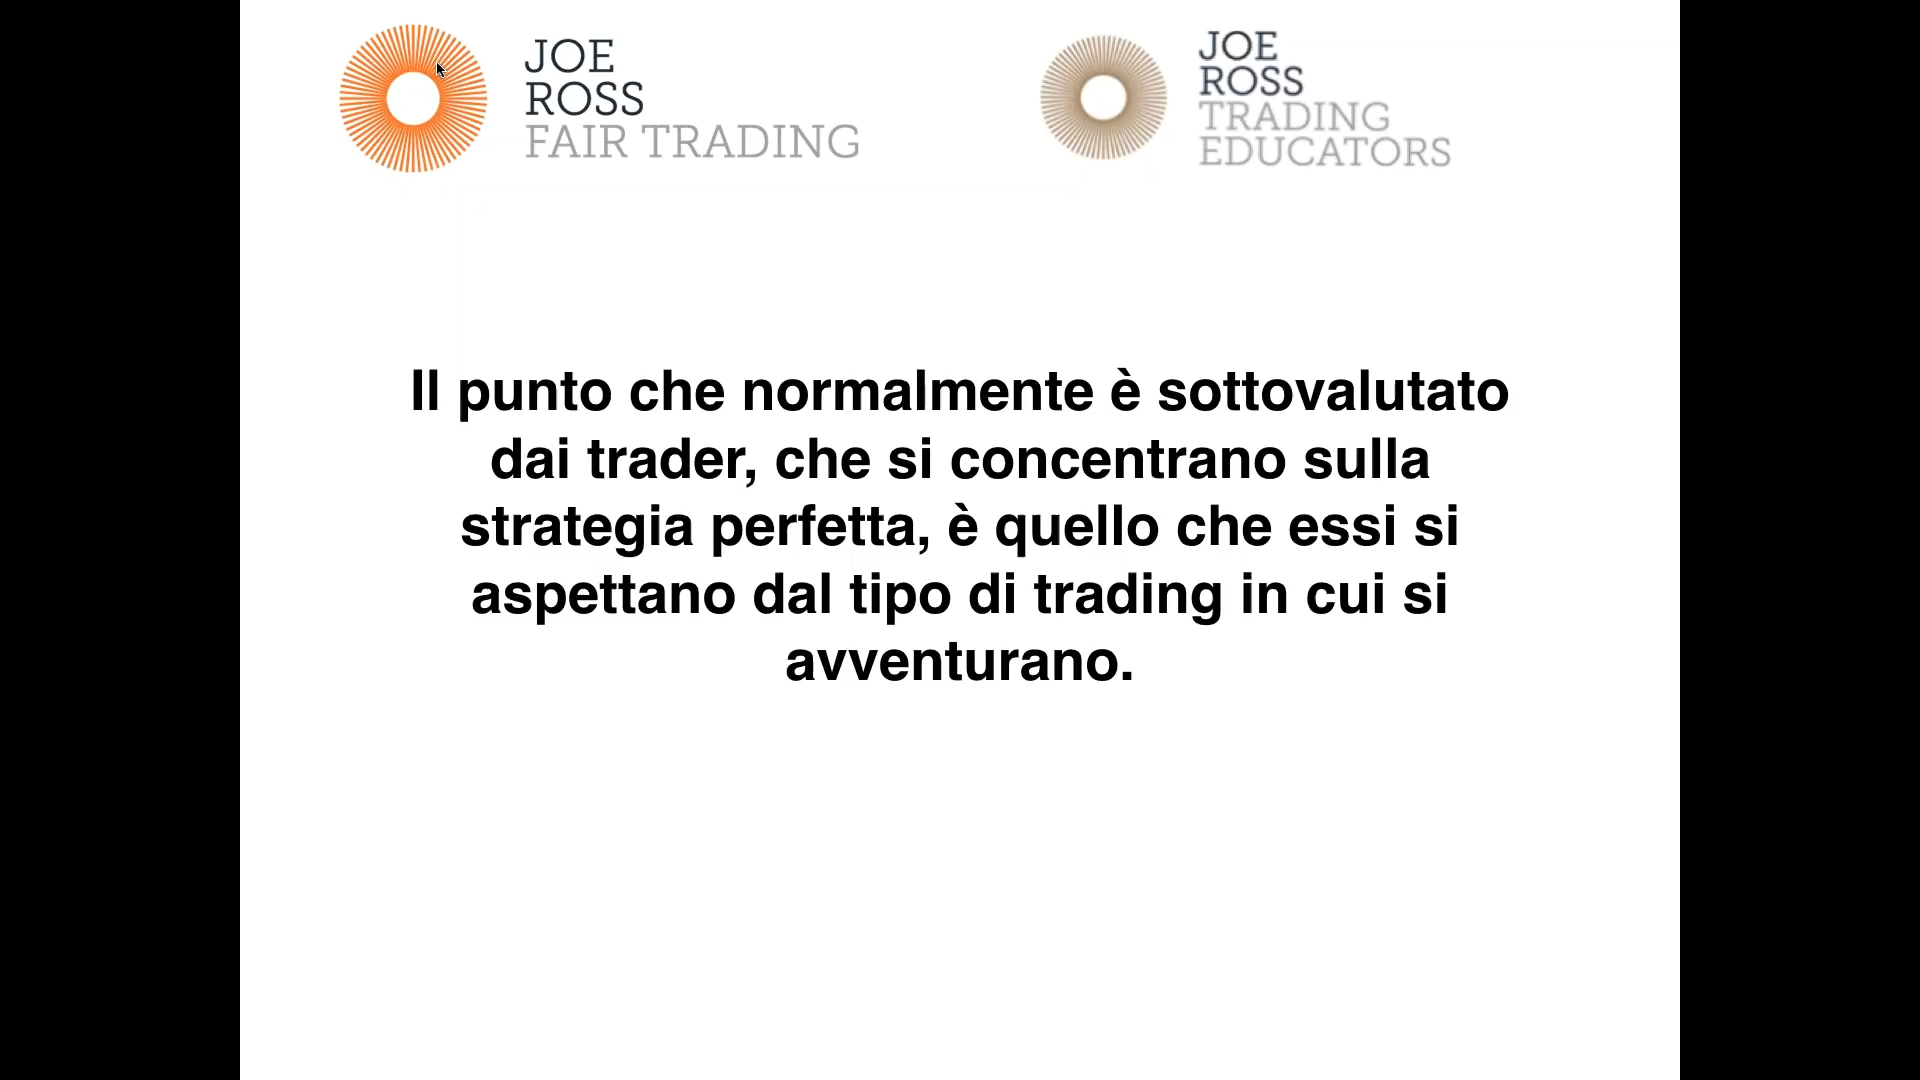 JOE
ROSS
FAIR TRADING
JOE
ROSS
TRADING
EDUCATORS
Il punto che normalmente è sottovalutato
dai trader, che si concentrano sulla
strategia perfetta, è quello che essi si
aspettano dal tipo di trading in cui si
avventurano.